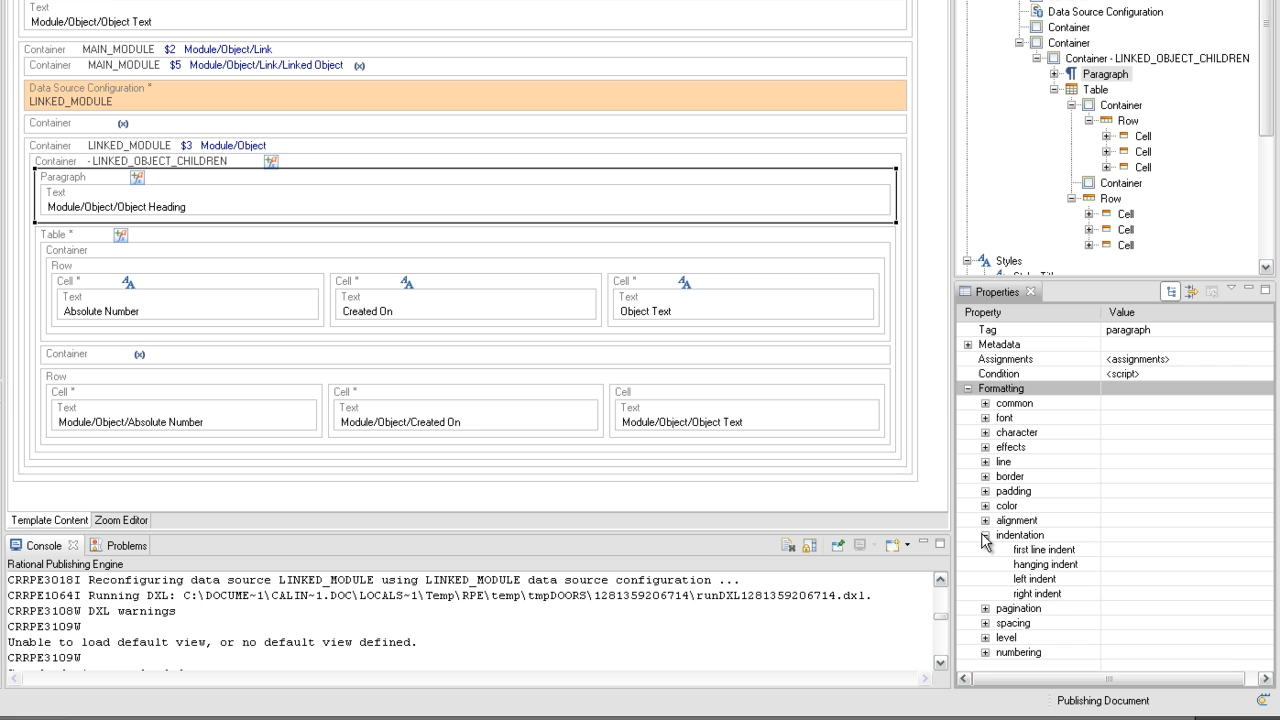 Text
Module/Object/Object Text
Container MAIN_MODULE $2 Module/Object/Link
Container MAIN_MODULE $5 Module/Object/Link/Linked Object (x)
Data Source Configuration *
LINKED_MODULE
Container (x)
Container LINKED_MODULE $3 Module/Object
Container - LINKED_OBJECT_CHILDREN
Paragraph
Text
Module/Object/Object Heading
Table *
Container
Row
Cell * Cell * Cell *
Text Text Text
Absolute Number Created On Object Text
Container (x)
Row
Cell * Cell * Cell
Text Text Text
Module/Object/Absolute Number Module/Object/Created On Module/Object/Object Text
Template Content Zoom Editor
Console Problems
Rational Publishing Engine
CRRPE3018I Reconfiguring data source LINKED_MODULE using LINKED_MODULE data source configuration ...
CRRPE1064I Running DXL: C:\DOCUME~1\CALIN~1.DOC\LOCALS~1\Temp\RPE\temp\tmpDOORS\1281359206714\runDXL1281359206714.dxl.
CRRPE3108W DXL warnings
CRRPE3109W
Unable to load default view, or no default view defined.
CRRPE3109W
Data Source Configuration
Container
Container
Container - LINKED_OBJECT_CHILDREN
Paragraph
Table
Container
Row
Cell
Cell
Cell
Container
Row
Cell
Cell
Cell
Styles
Properties
Property Value
Tag paragraph
Metadata
Assignments <assignments>
Condition <script>
Formatting
common
font
character
effects
line
border
padding
color
alignment
indentation
first line indent
hanging indent
left indent
right indent
pagination
spacing
level
numbering
Publishing Document